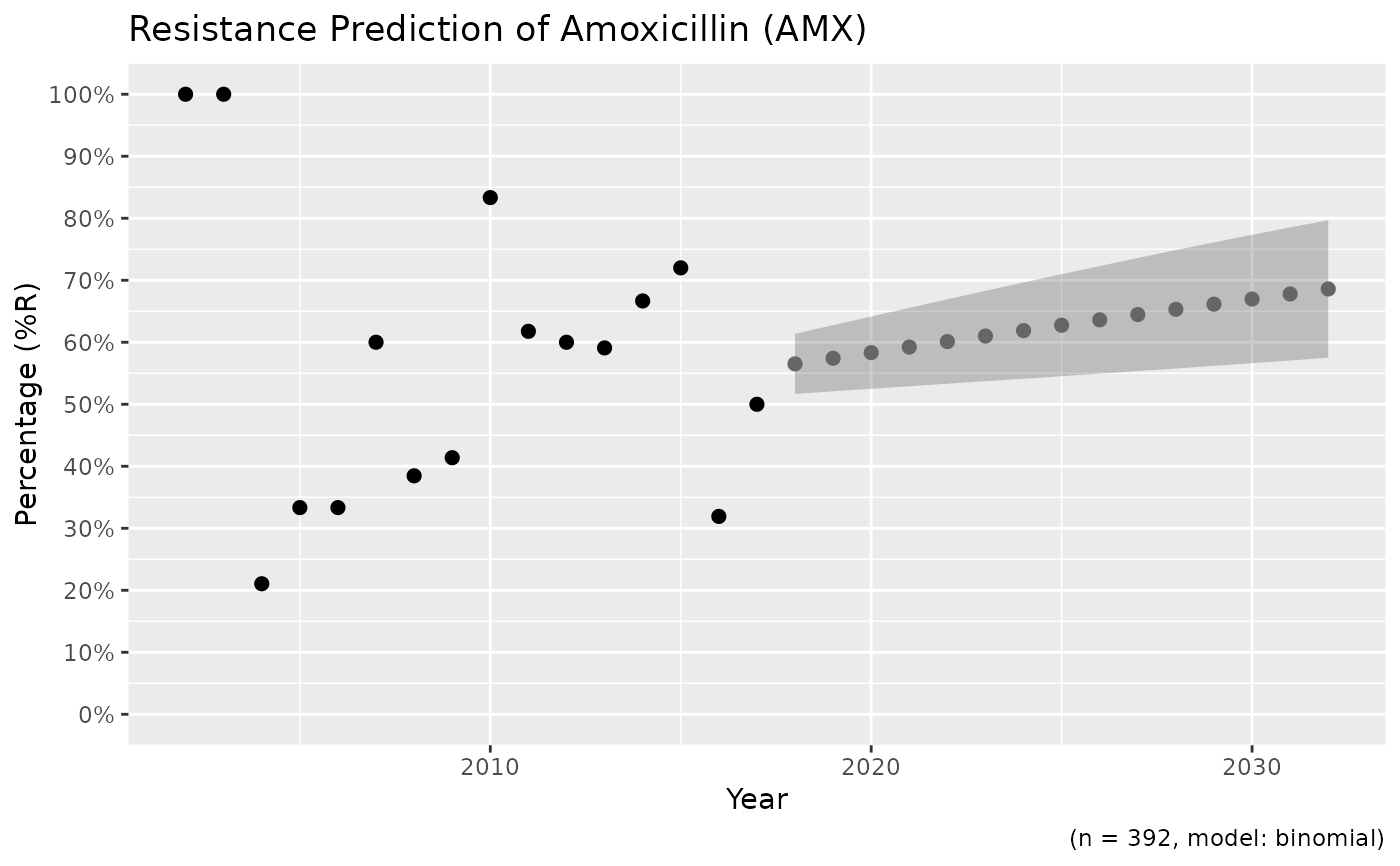 Resistance Prediction of Amoxicillin (AMX)
Percentage (%R)
100%
90%
80%
70%
60%
50%
40%
30%
20%
10%
0%
2010 2020 2030
Year
(n = 392, model: binomial)